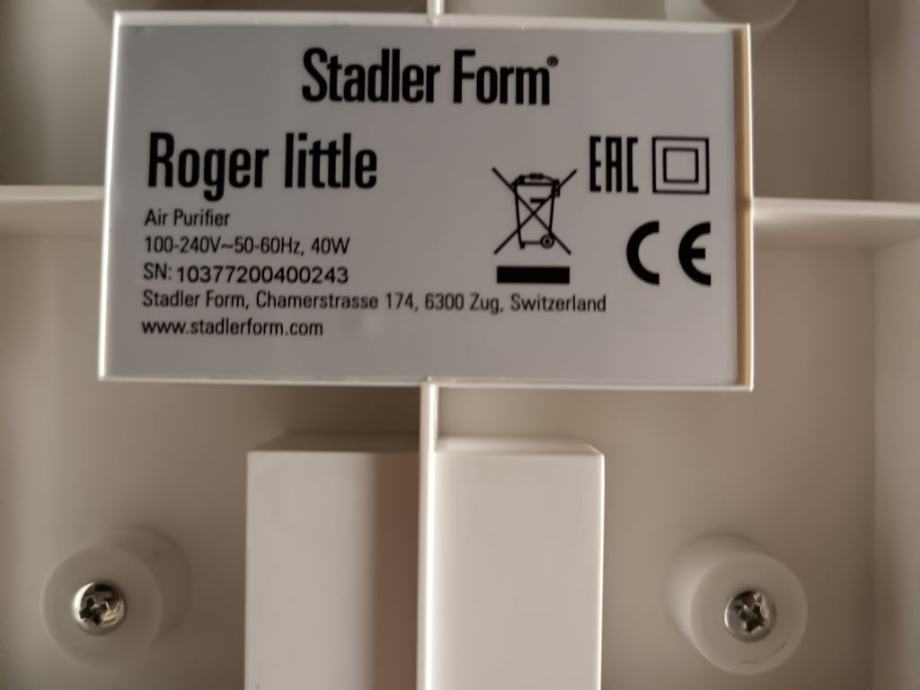 Stadler Form®
Roger little
EAC
Air Purifier
100-240V~50-60Hz, 40W
CE
SN: 10377200400243
Stadler Form, Chamerstrasse 174, 6300 Zug, Switzerland
www.stadlerform.com